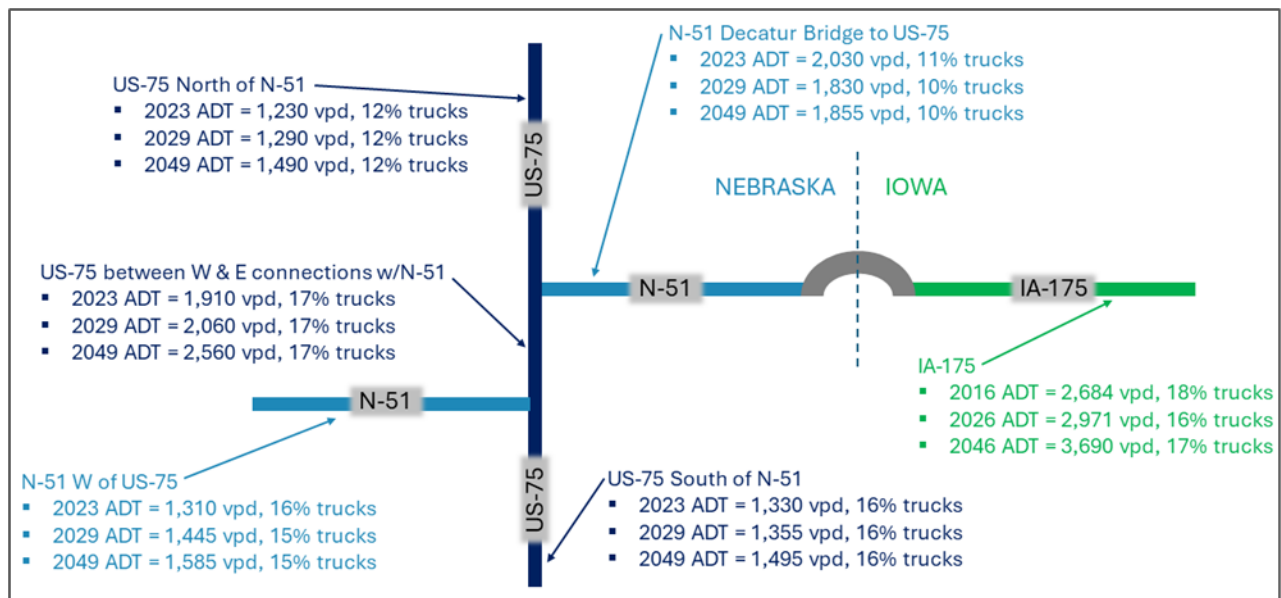 N-51 Decatur Bridge to US-75
▪ 2023 ADT = 2,030 vpd, 11% trucks
▪ 2029 ADT = 1,830 vpd, 10% trucks
▪ 2049 ADT = 1,855 vpd, 10% trucks
US-75 North of N-51
▪ 2023 ADT = 1,230 vpd, 12% trucks
▪ 2029 ADT = 1,290 vpd, 12% trucks
▪ 2049 ADT = 1,490 vpd, 12% trucks
US-75
NEBRASKA
IOWA
US-75 between W & E connections w/N-51
▪ 2023 ADT = 1,910 vpd, 17% trucks
▪ 2029 ADT = 2,060 vpd, 17% trucks
▪ 2049 ADT = 2,560 vpd, 17% trucks
N-51
IA-175
IA-175
▪ 2016 ADT = 2,684 vpd, 18% trucks
▪ 2026 ADT = 2,971 vpd, 16% trucks
▪ 2046 ADT = 3,690 vpd, 17% trucks
N-51
N-51 W of US-75
▪ 2023 ADT = 1,310 vpd, 16% trucks
▪ 2029 ADT = 1,445 vpd, 15% trucks
▪ 2049 ADT = 1,585 vpd, 15% trucks
US-75
US-75 South of N-51
▪ 2023 ADT = 1,330 vpd, 16% trucks
▪ 2029 ADT = 1,355 vpd, 16% trucks
▪ 2049 ADT = 1,495 vpd, 16% trucks